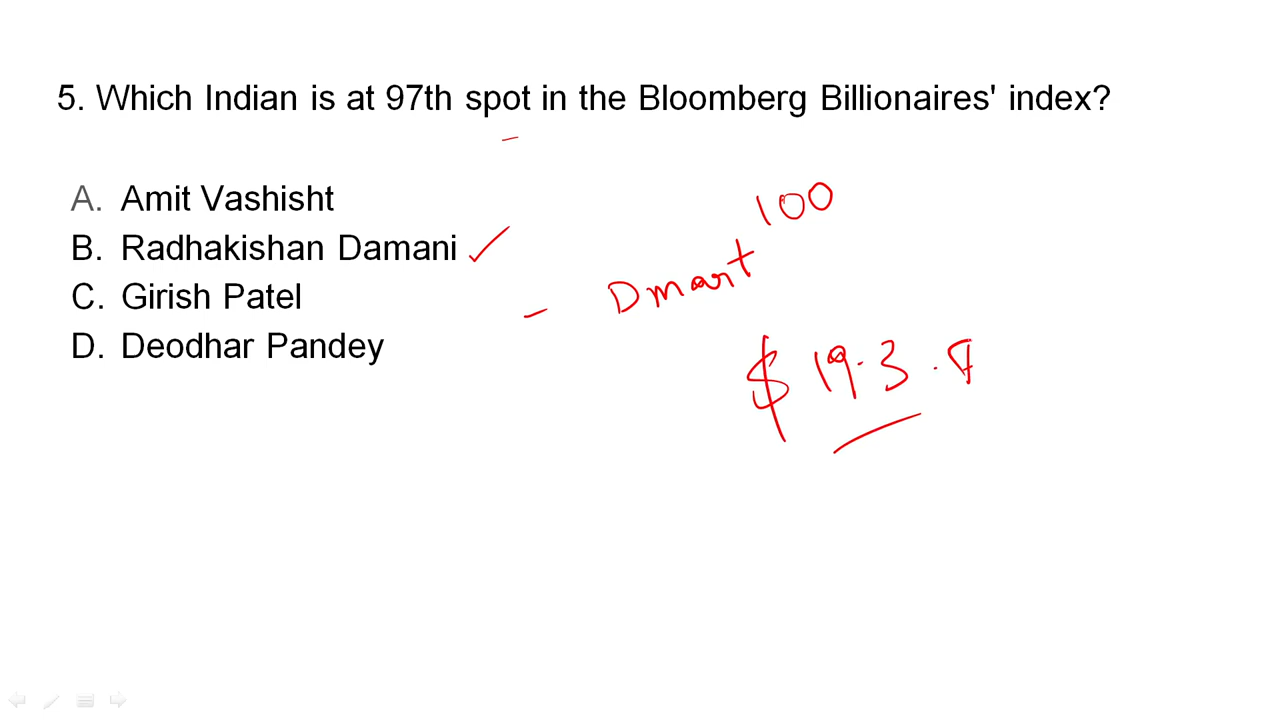 5. Which Indian is at 97th spot in the Bloomberg Billionaires' index?
A. Amit Vashisht
B. Radhakishan Damani
C. Girish Patel
D. Deodhar Pandey
100
- Dmart
$ 19.3